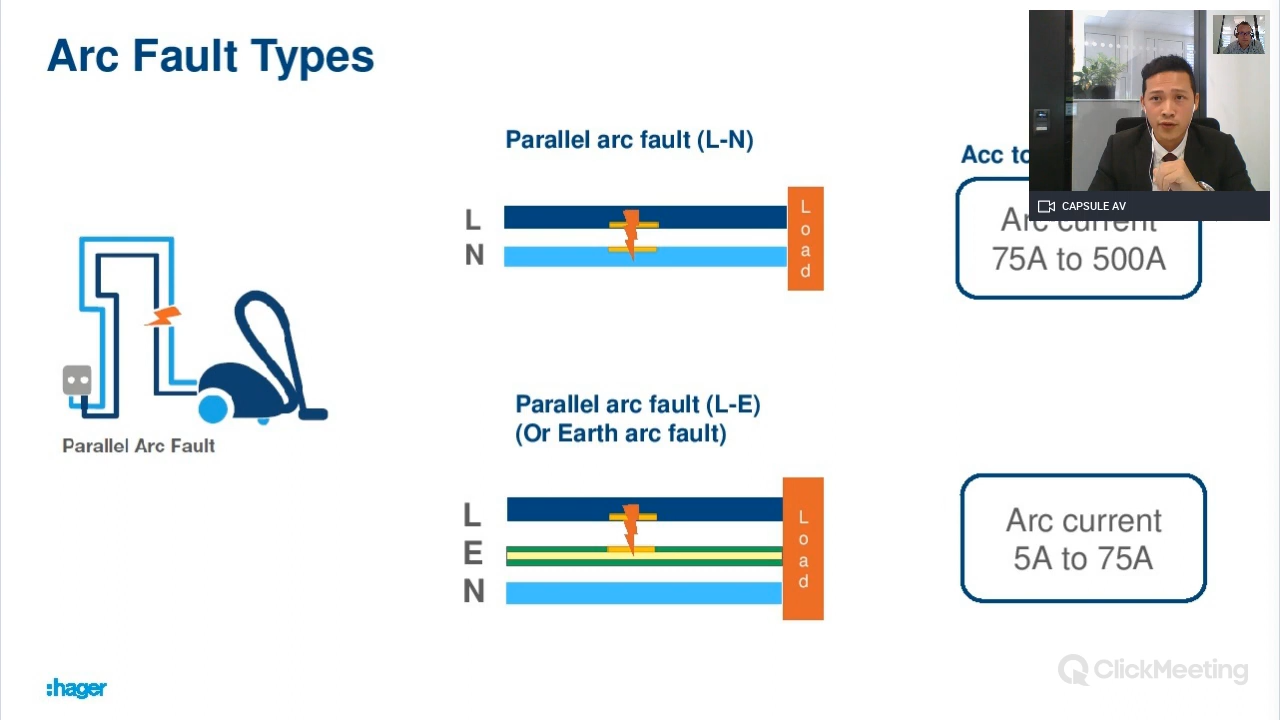 Arc Fault Types
Parallel arc fault (L-N)
L
N
Load
Acc to
CAPSULE AV
Arc current
75A to 500A
Parallel Arc Fault
Parallel arc fault (L-E)
(Or Earth arc fault)
L
E
N
Load
Arc current
5A to 75A
:hager
ClickMeeting